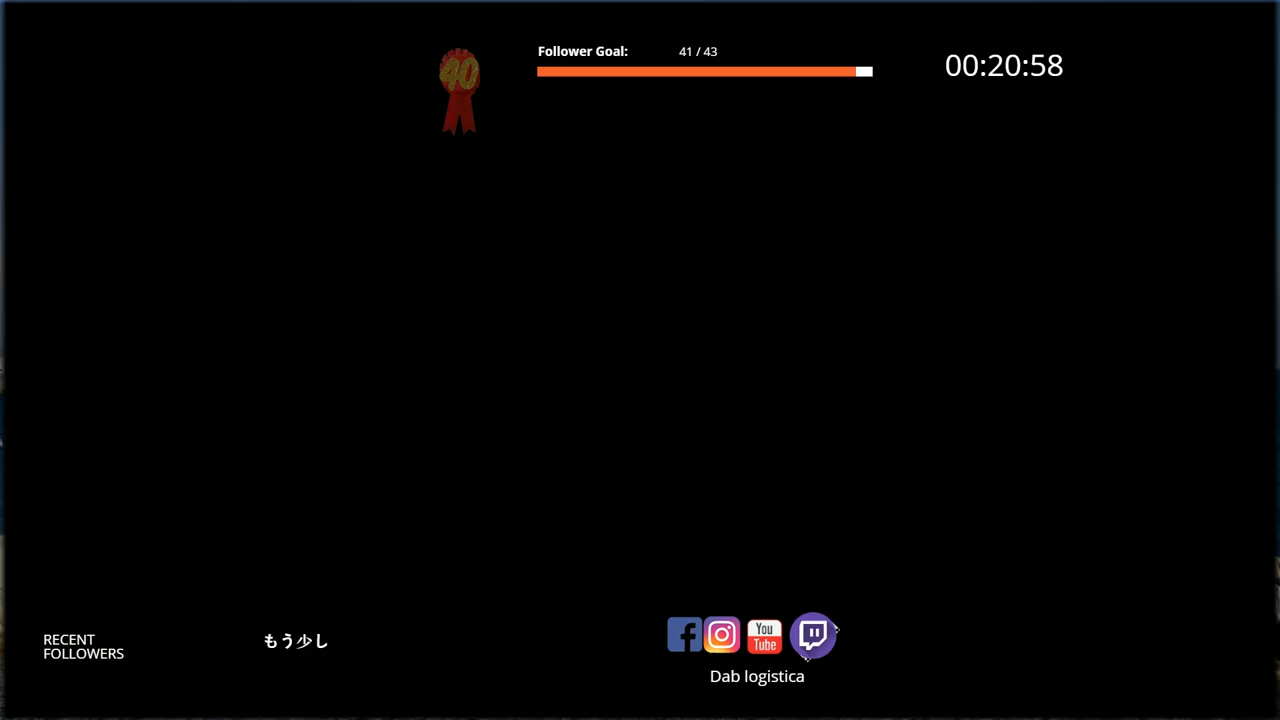 40
Follower Goal: 41 / 43
00:20:58
RECENT
FOLLOWERS
もう少し
You
Tube
Dab logistica